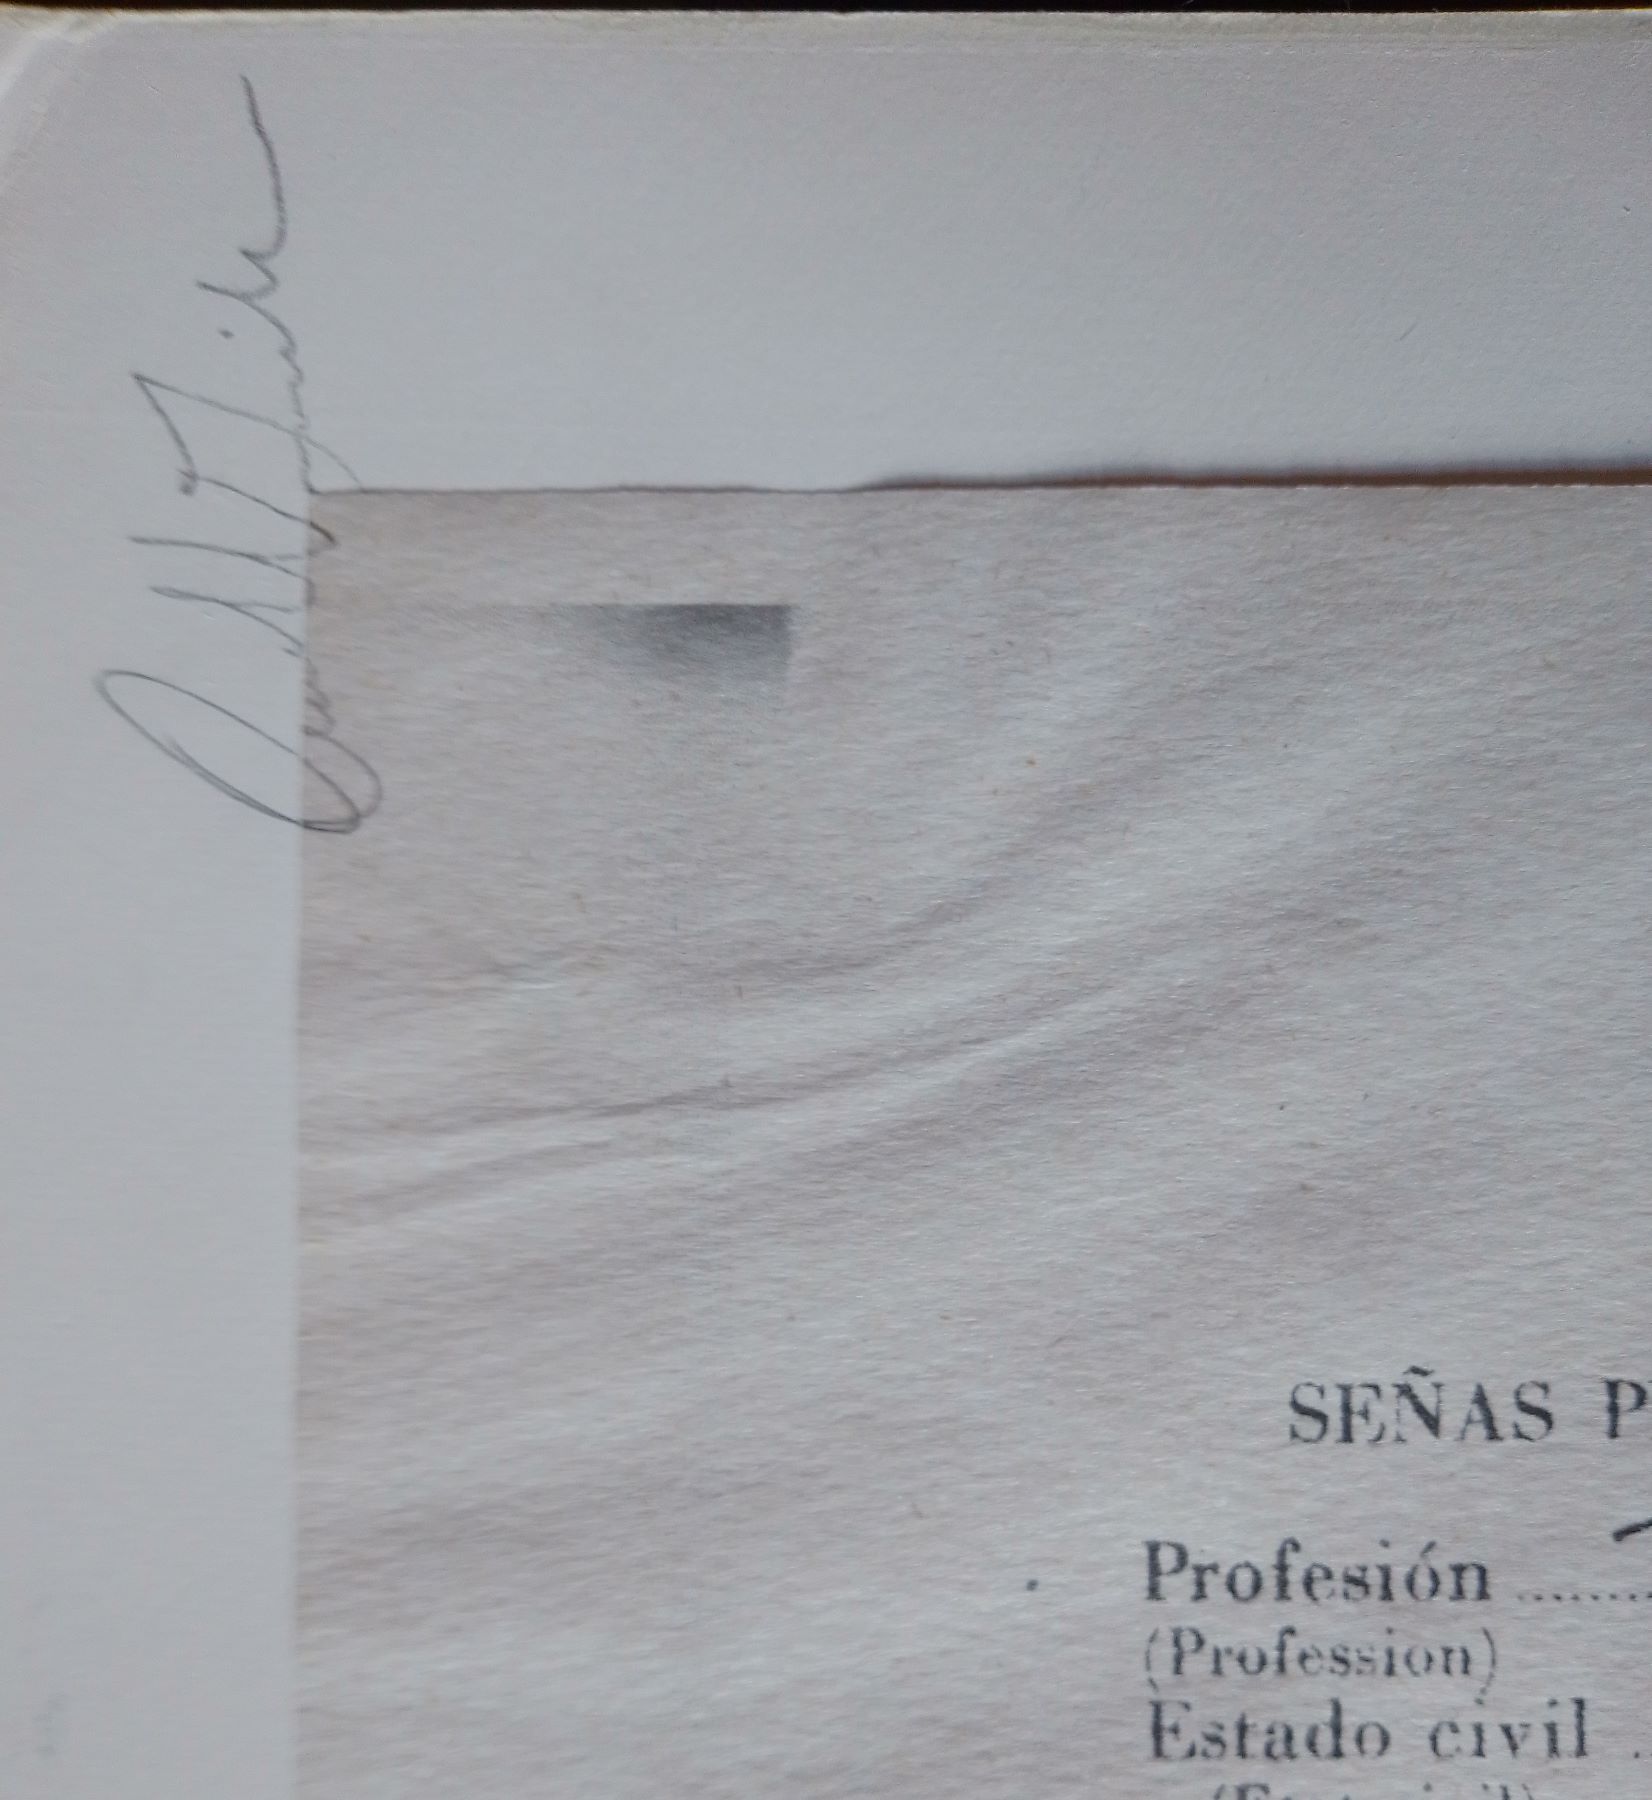 SEÑAS P
Profesión
(Profession)
Estado civil